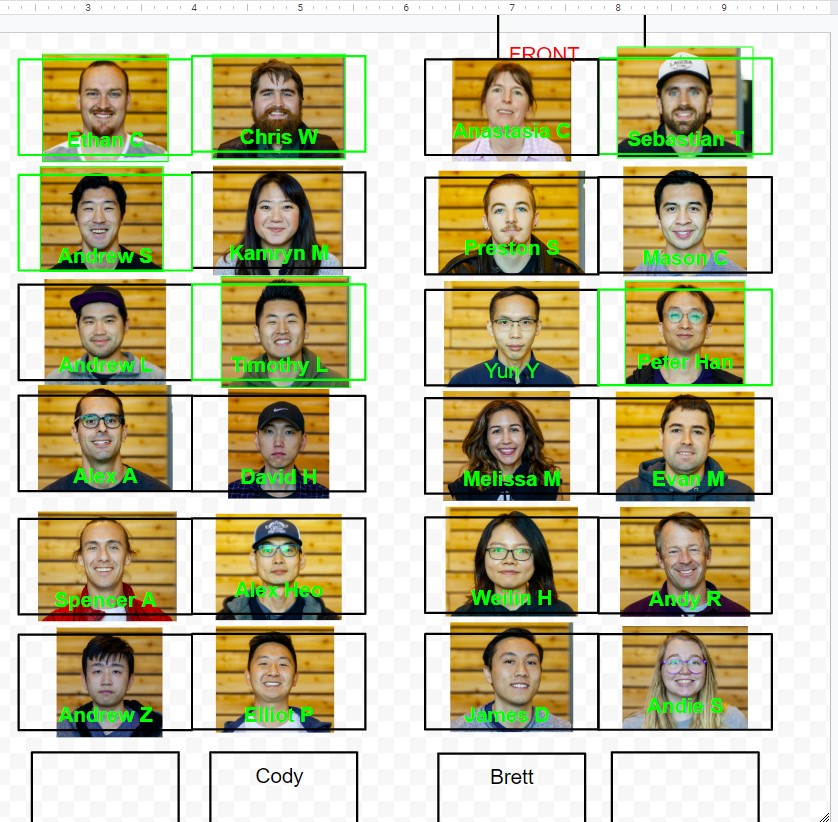 3 4 5 6 7 8 9
FRONT
Ethan C Chris W Anastasia C Sebastian T
Andrew S Kamryn M Preston S Mason C
Andrew L Timothy L Yun Y Peter Han
Alex A David H Melissa M Evan M
Spencer A Alex Heo Weilin H Andy R
Andrew Z Elliot P James D Andie S
Cody Brett